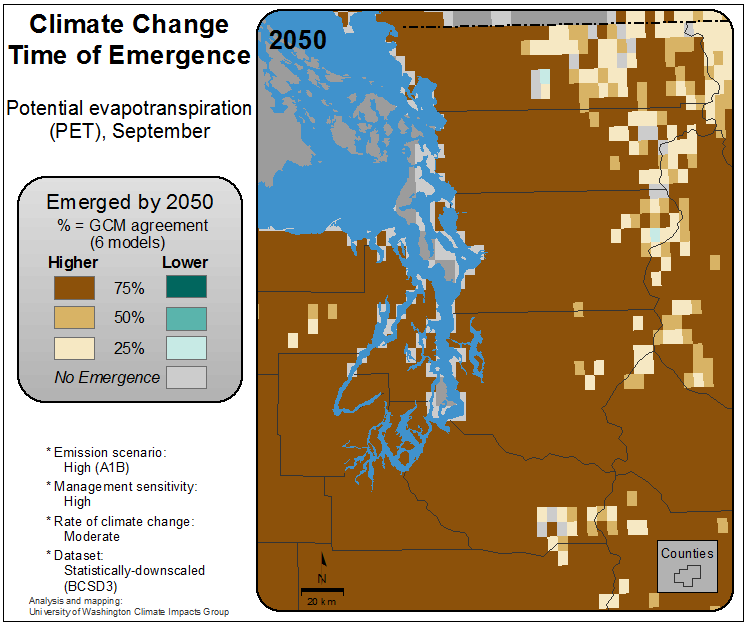 Climate Change
Time of Emergence
Potential evapotranspiration
(PET), September
Emerged by 2050
% = GCM agreement
(6 models)
Higher Lower
75%
50%
25%
No Emergence
* Emission scenario:
High (A1B)
* Management sensitivity:
High
* Rate of climate change:
Moderate
* Dataset:
Statistically-downscaled
(BCSD3)
Analysis and mapping:
University of Washington Climate Impacts Group
2050
N
20 km
Counties